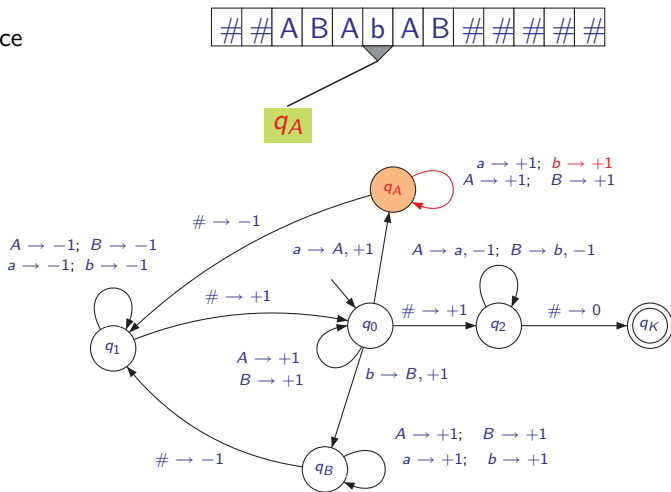 ce
# # A B A b A B # # # # #
q_A
q_A
a → +1; b → +1
A → +1; B → +1
# → −1
A → −1; B → −1
a → −1; b → −1
a → A, +1
A → a, −1; B → b, −1
# → +1
q_0
# → +1
q_2
# → 0
q_K
q_1
A → +1
B → +1
b → B, +1
A → +1; B → +1
a → +1; b → +1
# → −1
q_B